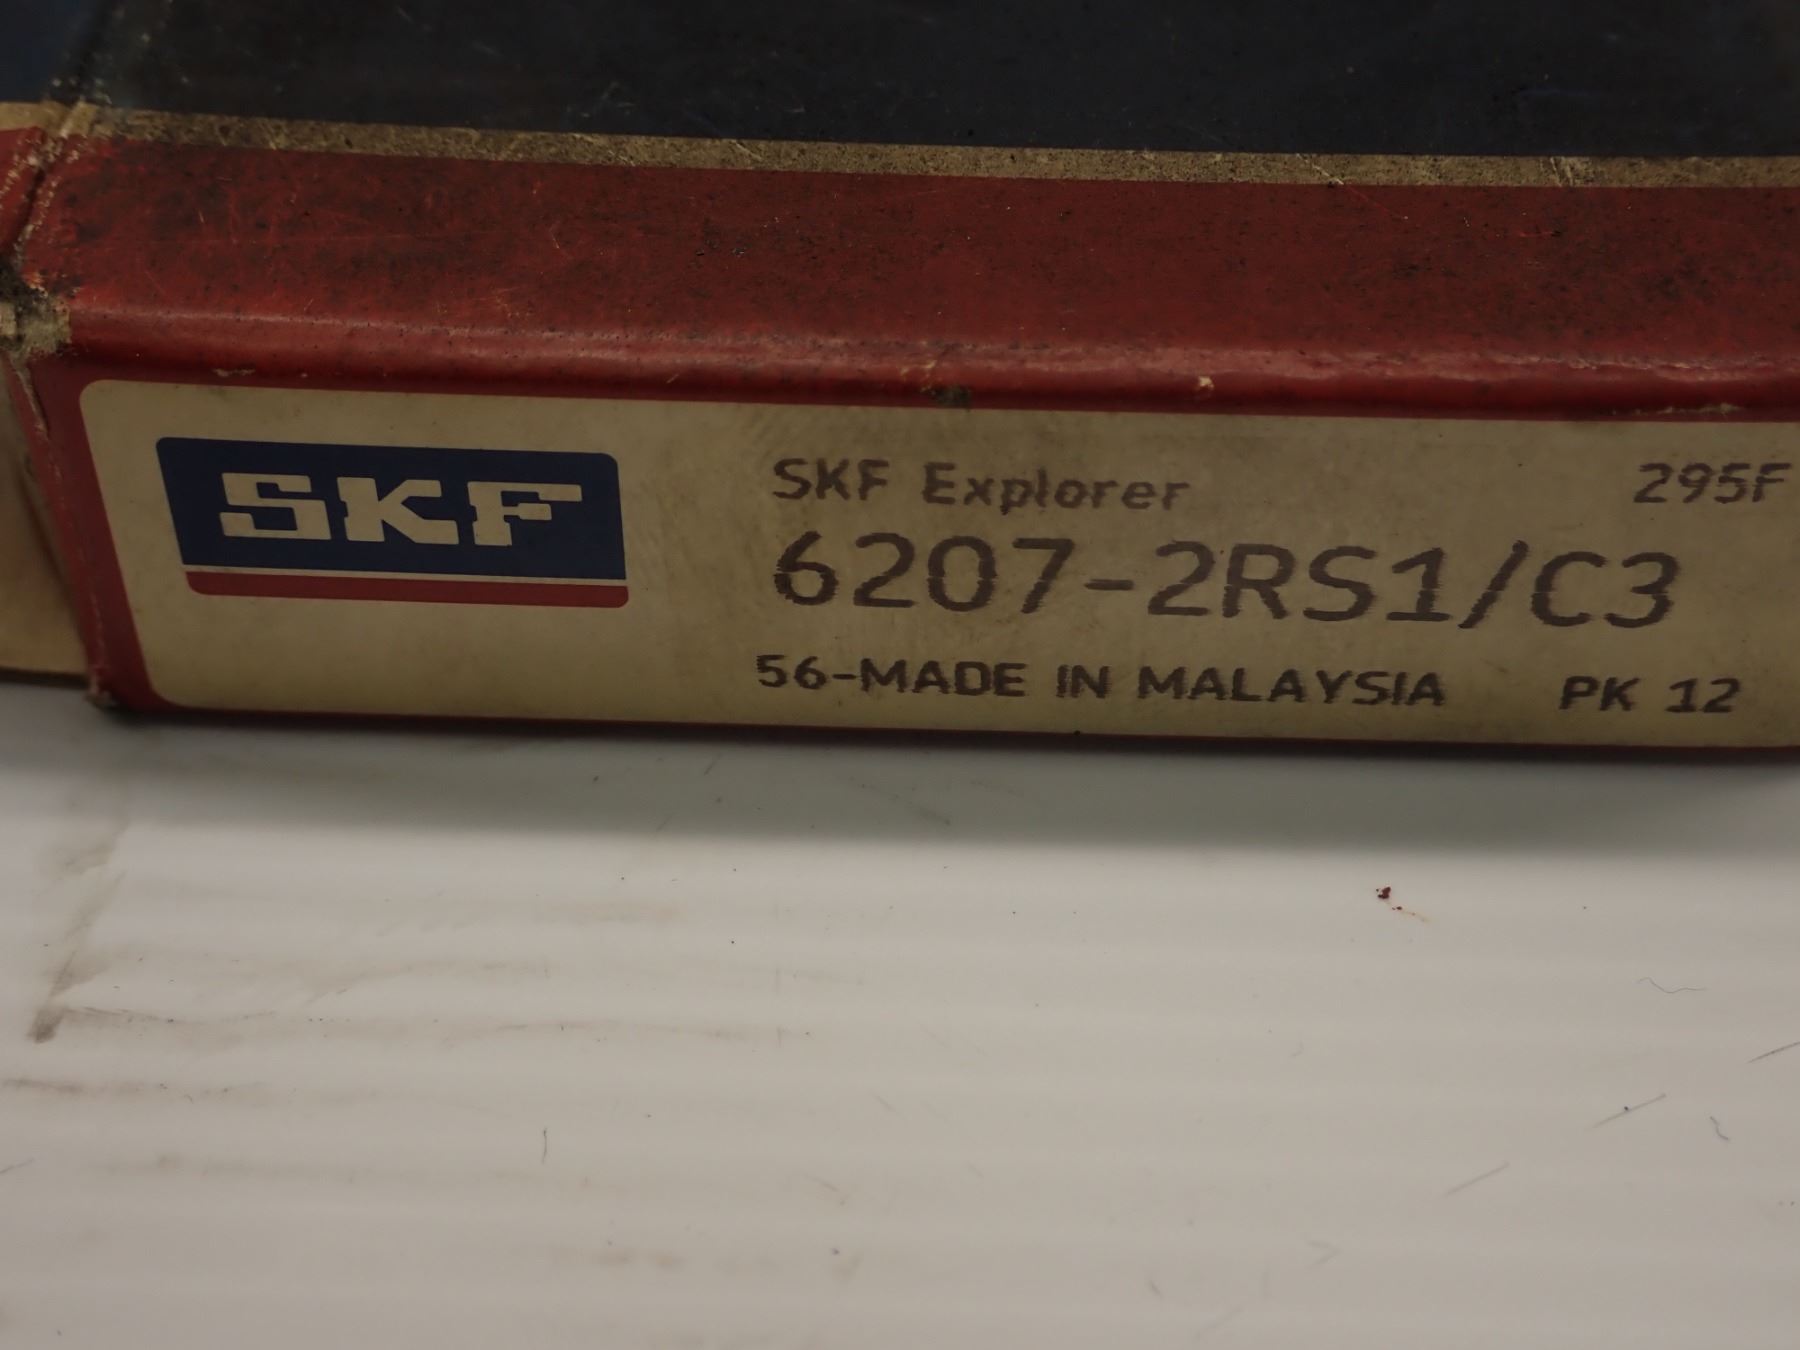 SKF
SKF Explorer 295F
6207-2RS1/C3
56-MADE IN MALAYSIA PK 12